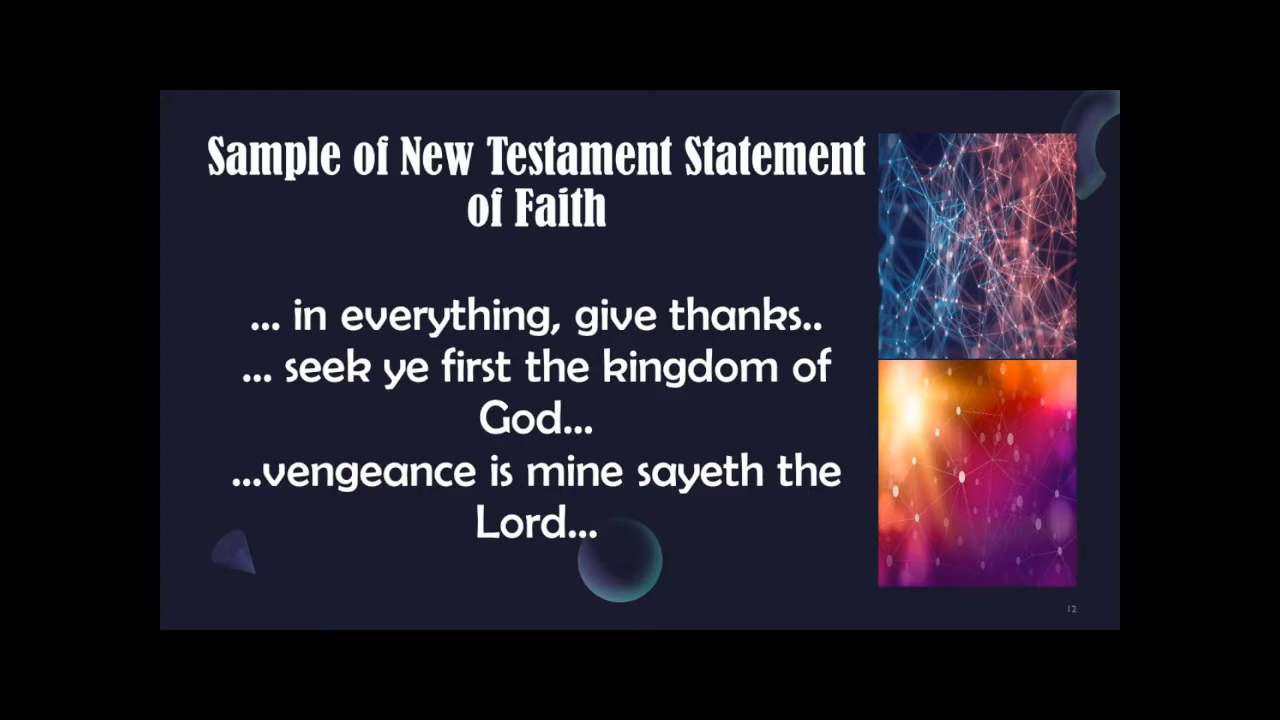 Sample of New Testament Statement
of Faith
... in everything, give thanks..
... seek ye first the kingdom of
God...
...vengeance is mine sayeth the
Lord...
12